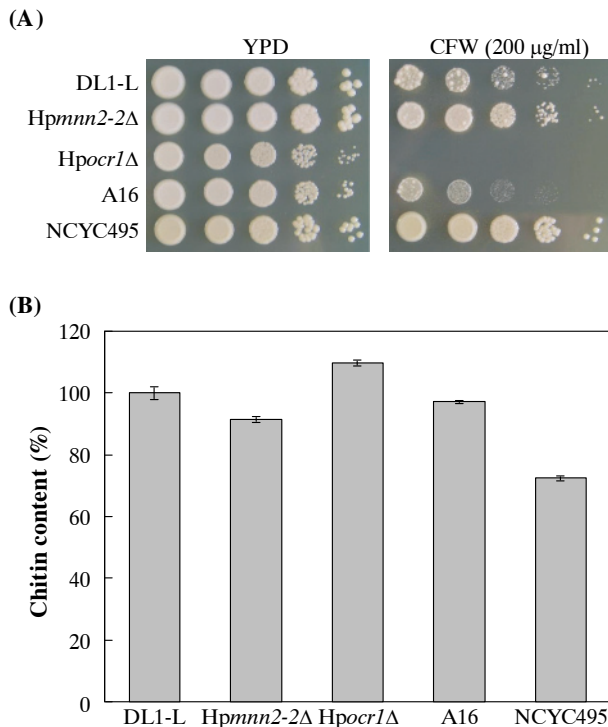 (A)
YPD
CFW (200 μg/ml)
DL1-L
Hpmnn2-2Δ
Hpocr1Δ
A16
NCYC495
(B)
Chitin content (%)
120
100
80
60
40
20
0
DL1-L Hpmnn2-2Δ Hpocr1Δ A16 NCYC495